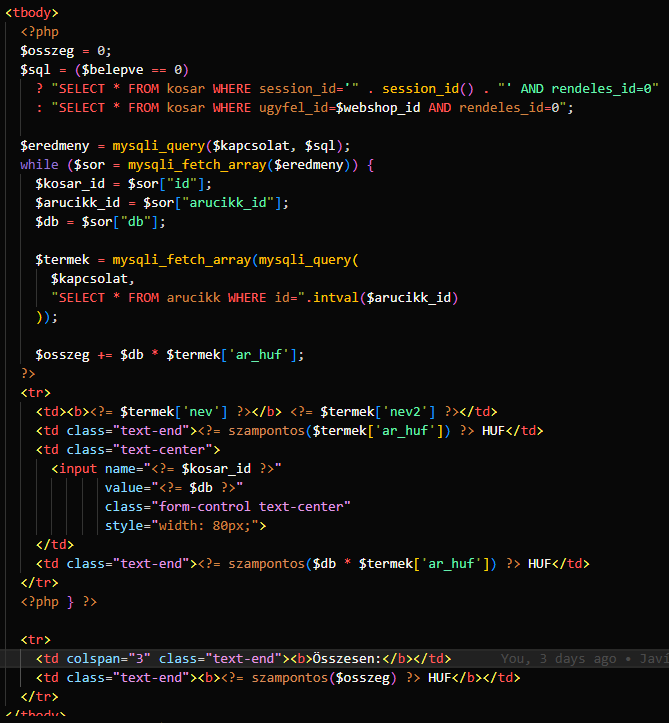 <tbody>
<?php
$osszeg = 0;
$sql = ($belepve == 0)
? "SELECT * FROM kosar WHERE session_id='" . session_id() . "' AND rendeles_id=0"
: "SELECT * FROM kosar WHERE ugyfel_id=$webshop_id AND rendeles_id=0";
$eredmeny = mysqli_query($kapcsolat, $sql);
while ($sor = mysqli_fetch_array($eredmeny)) {
$kosar_id = $sor["id"];
$arucikk_id = $sor["arucikk_id"];
$db = $sor["db"];
$termek = mysqli_fetch_array(mysqli_query(
$kapcsolat,
"SELECT * FROM arucikk WHERE id=".intval($arucikk_id)
));
$osszeg += $db * $termek['ar_huf'];
?>
<tr>
<td><b><?= $termek['nev'] ?></b> <?= $termek['nev2'] ?></td>
<td class="text-end"><?= szampontos($termek['ar_huf']) ?> HUF</td>
<td class="text-center">
<input name="<?= $kosar_id ?>"
value="<?= $db ?>"
class="form-control text-center"
style="width: 80px;">
</td>
<td class="text-end"><?= szampontos($db * $termek['ar_huf']) ?> HUF</td>
</tr>
<?php } ?>
<tr>
<td colspan="3" class="text-end"><b>Összesen:</b></td> You, 3 days ago • Javi
<td class="text-end"><b><?= szampontos($osszeg) ?> HUF</b></td>
</tr>
</tbody>